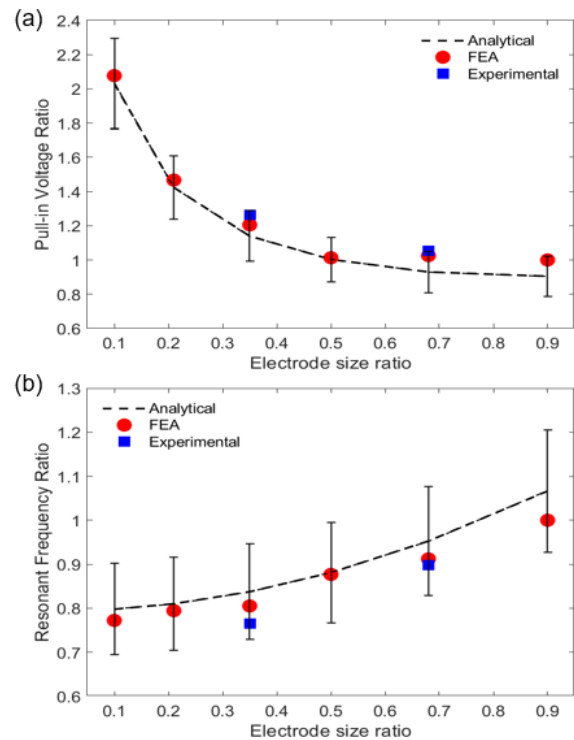 (a)
2.4
2.2
2
1.8
1.6
1.4
1.2
1
0.8
0.6
Pull-in Voltage Ratio
Analytical
FEA
Experimental
0.1 0.2 0.3 0.4 0.5 0.6 0.7 0.8 0.9
Electrode size ratio
(b)
1.3
1.2
1.1
1
0.9
0.8
0.7
0.6
Resonant Frequency Ratio
Analytical
FEA
Experimental
0.1 0.2 0.3 0.4 0.5 0.6 0.7 0.8 0.9
Electrode size ratio